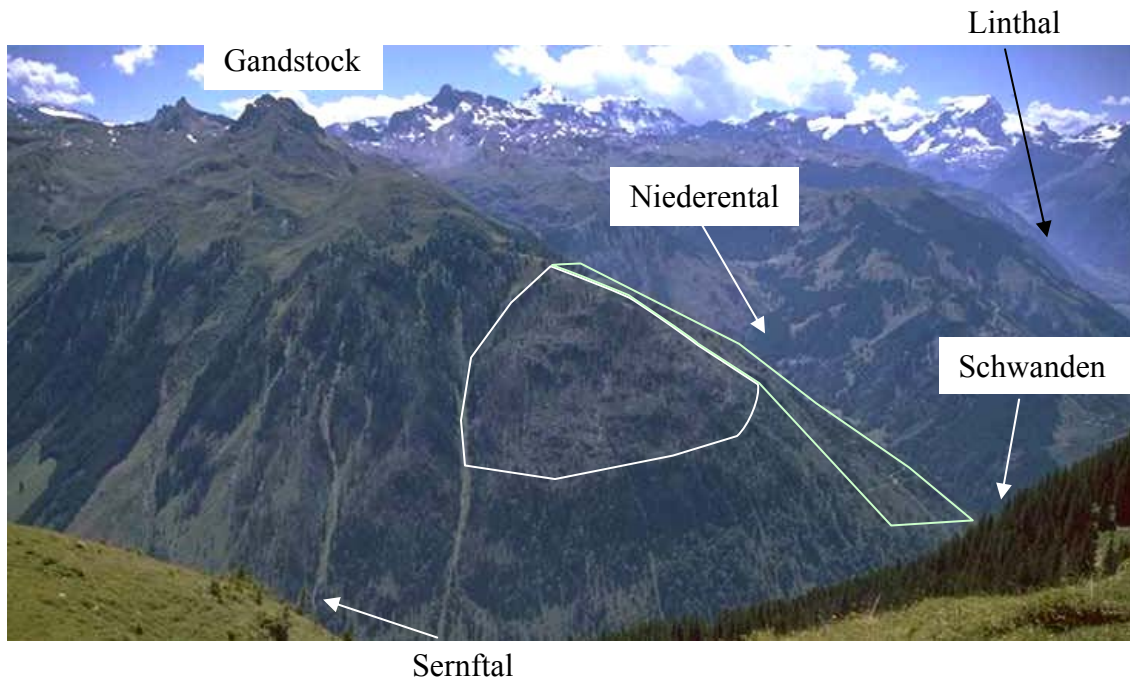 Linthal
Gandstock
Niederental
Schwanden
Sernftal